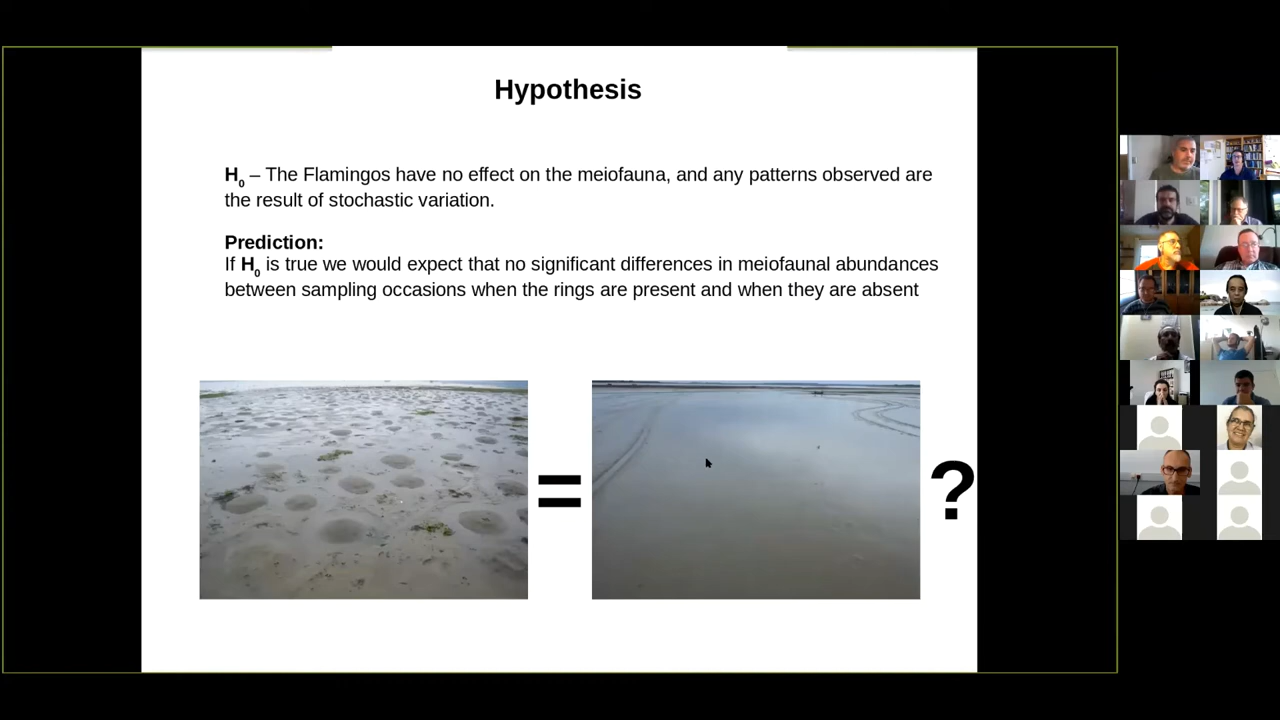 Hypothesis
H0 – The Flamingos have no effect on the meiofauna, and any patterns observed are
the result of stochastic variation.
Prediction:
If H0 is true we would expect that no significant differences in meiofaunal abundances
between sampling occasions when the rings are present and when they are absent
= ?